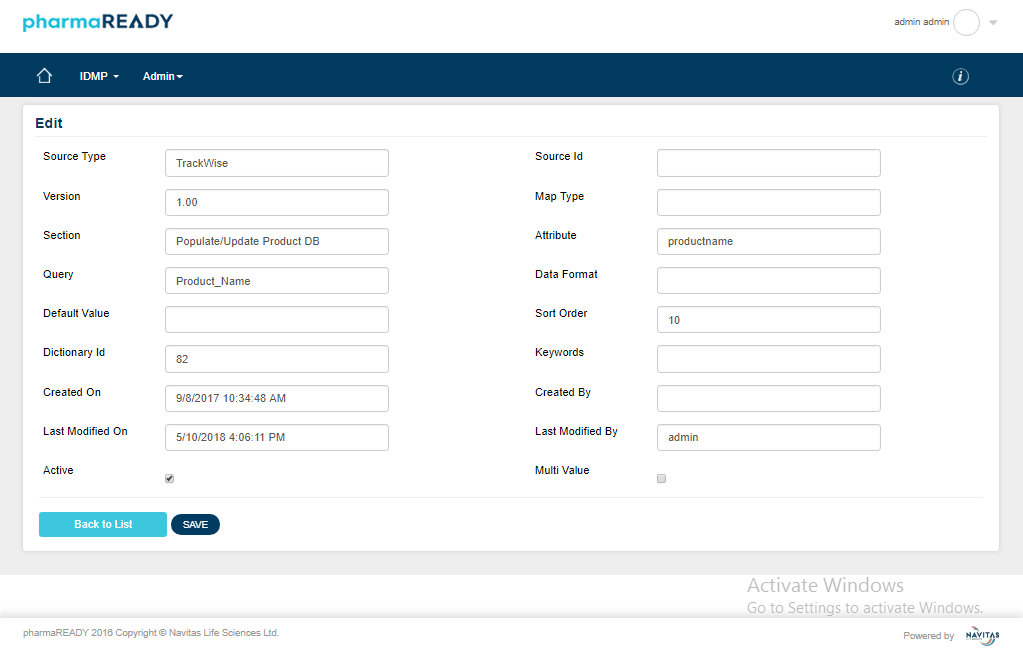 pharmaREADY
admin admin
IDMP
Admin
i
Edit
Source Type TrackWise Source Id
Version 1.00 Map Type
Section Populate/Update Product DB Attribute productname
Query Product_Name Data Format
Default Value Sort Order 10
Dictionary Id 82 Keywords
Created On 9/8/2017 10:34:48 AM Created By
Last Modified On 5/10/2018 4:06:11 PM Last Modified By admin
Active Multi Value
Back to List SAVE
Activate Windows
Go to Settings to activate Windows.
pharmaREADY 2016 Copyright © Navitas Life Sciences Ltd.
Powered by NAVITAS